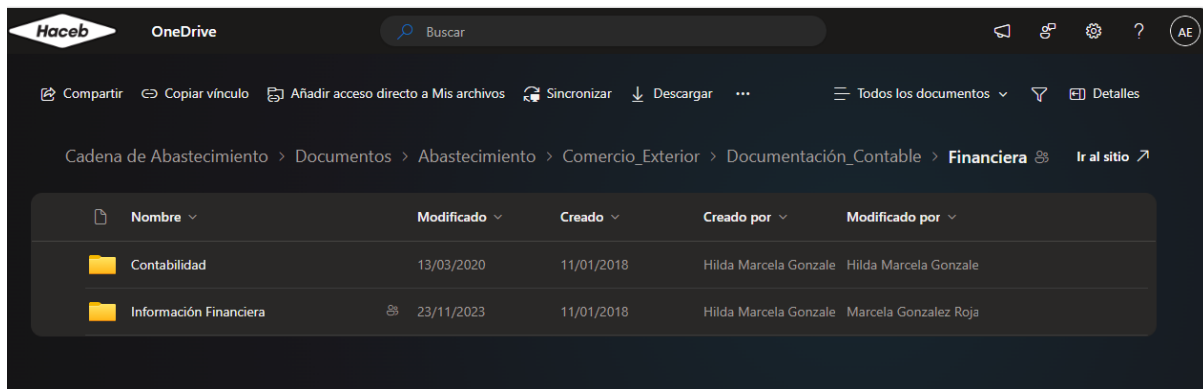 Haceb OneDrive Buscar ? AE
Compartir Copiar vínculo Añadir acceso directo a Mis archivos Sincronizar Descargar ... Todos los documentos Detalles
Cadena de Abastecimiento > Documentos > Abastecimiento > Comercio_Exterior > Documentación_Contable > Financiera Ir al sitio
Nombre Modificado Creado Creado por Modificado por
Contabilidad 13/03/2020 11/01/2018 Hilda Marcela Gonzale Hilda Marcela Gonzale
Información Financiera 23/11/2023 11/01/2018 Hilda Marcela Gonzale Marcela Gonzalez Roja